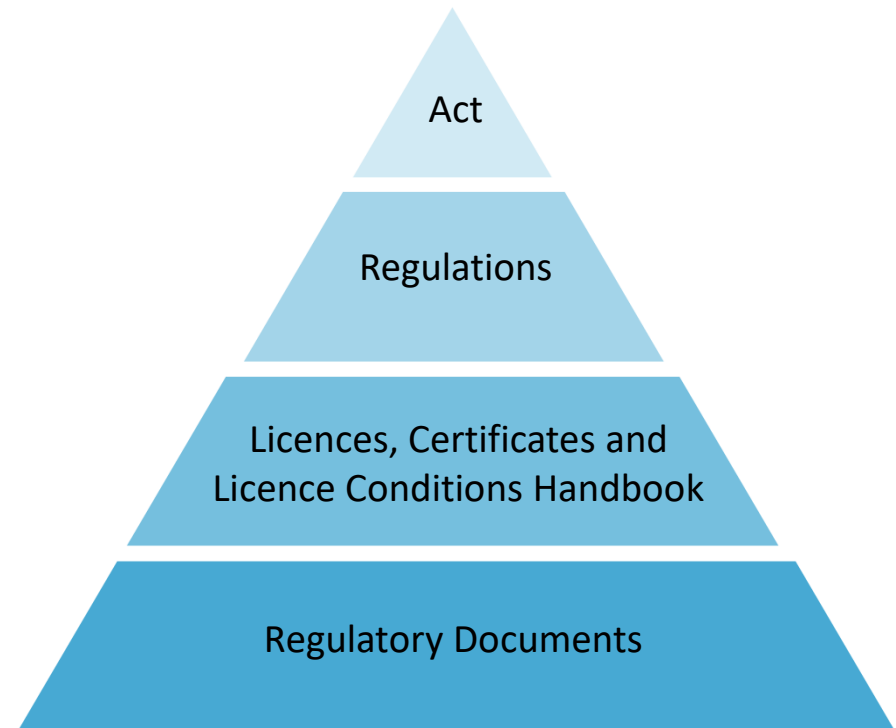 Act
Regulations
Licences, Certificates and
Licence Conditions Handbook
Regulatory Documents